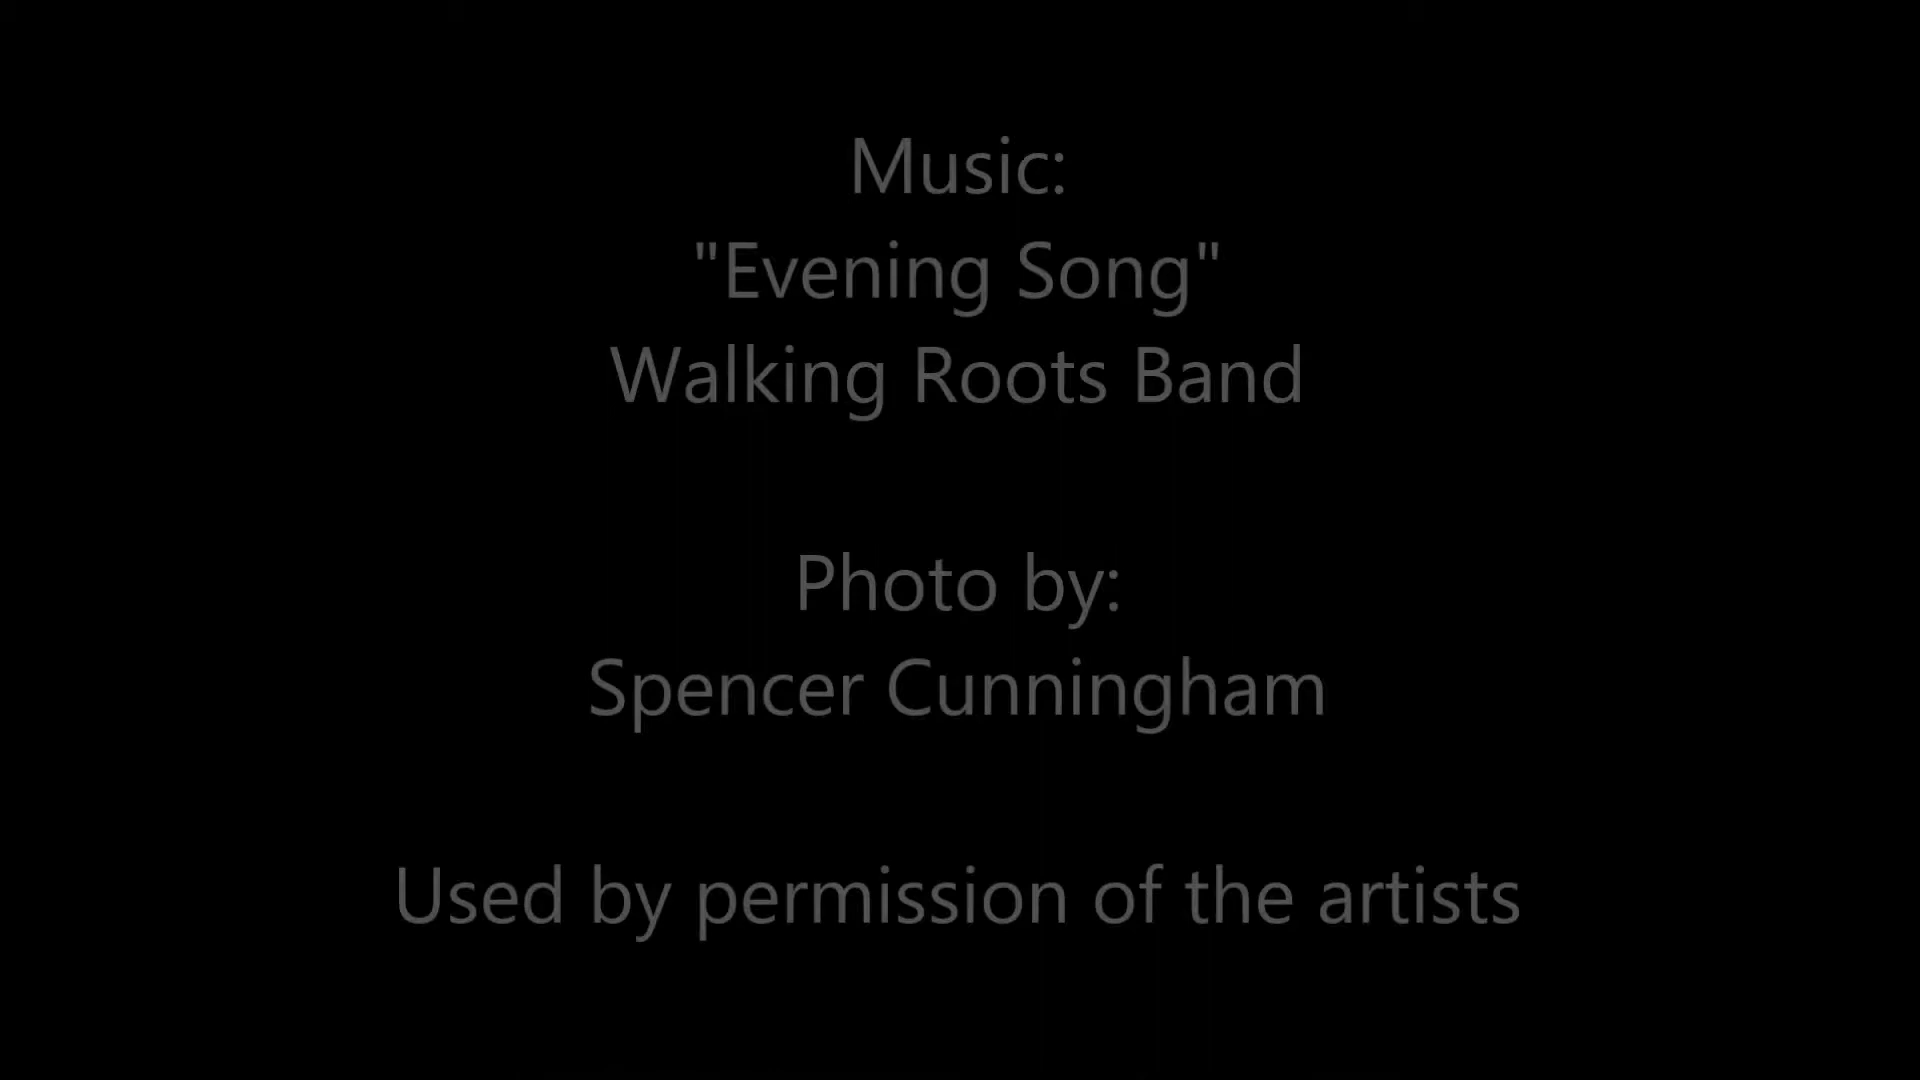 Music:
"Evening Song"
Walking Roots Band
Photo by:
Spencer Cunningham
Used by permission of the artists